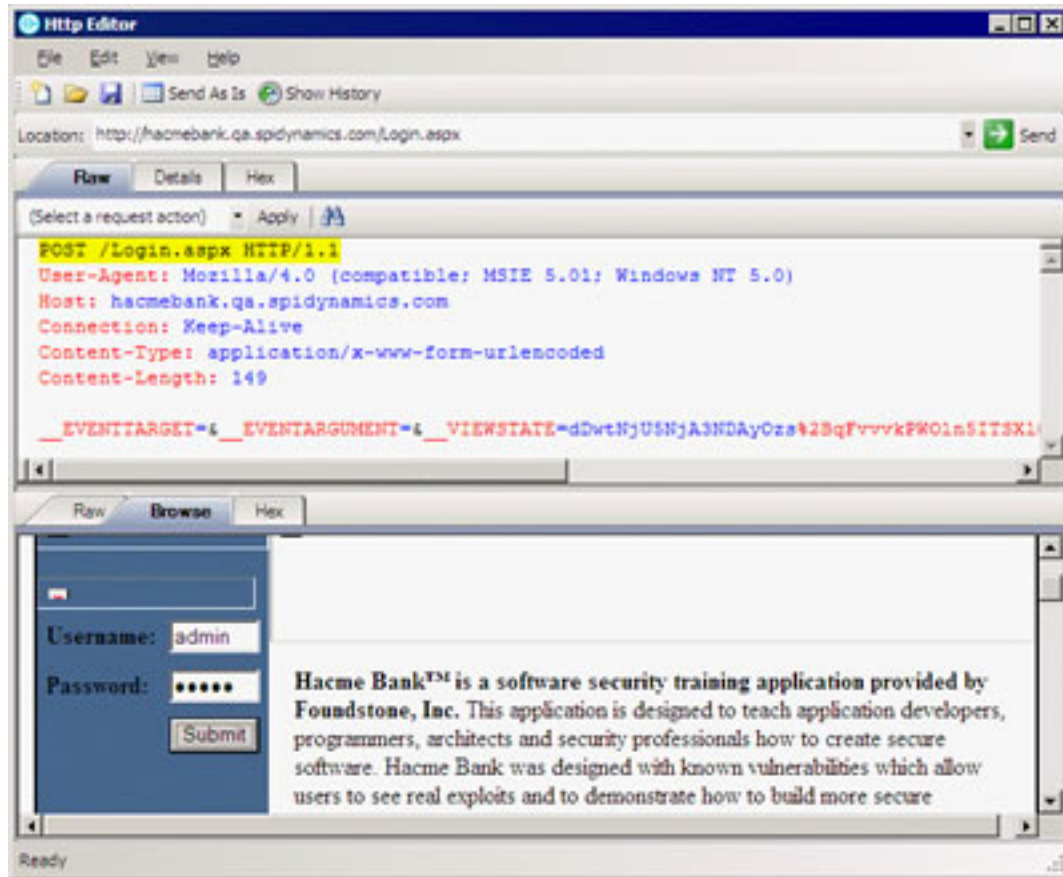 Http Editor
File Edit View Help
Send As Is Show History
Location: http://hacmebank.qa.spidynamics.com/Login.aspx Send
Raw Details Hex
(Select a request action) Apply
POST /Login.aspx HTTP/1.1
User-Agent: Mozilla/4.0 (compatible; MSIE 5.01; Windows NT 5.0)
Host: hacmebank.qa.spidynamics.com
Connection: Keep-Alive
Content-Type: application/x-www-form-urlencoded
Content-Length: 149
__EVENTTARGET=&__EVENTARGUMENT=&__VIEWSTATE=
Raw Browse Hex
Username: admin
Password: •••••
Submit
Hacme Bank™ is a software security training application provided by
Foundstone, Inc. This application is designed to teach application developers,
programmers, architects and security professionals how to create secure
software. Hacme Bank was designed with known vulnerabilities which allow
users to see real exploits and to demonstrate how to build more secure
Ready